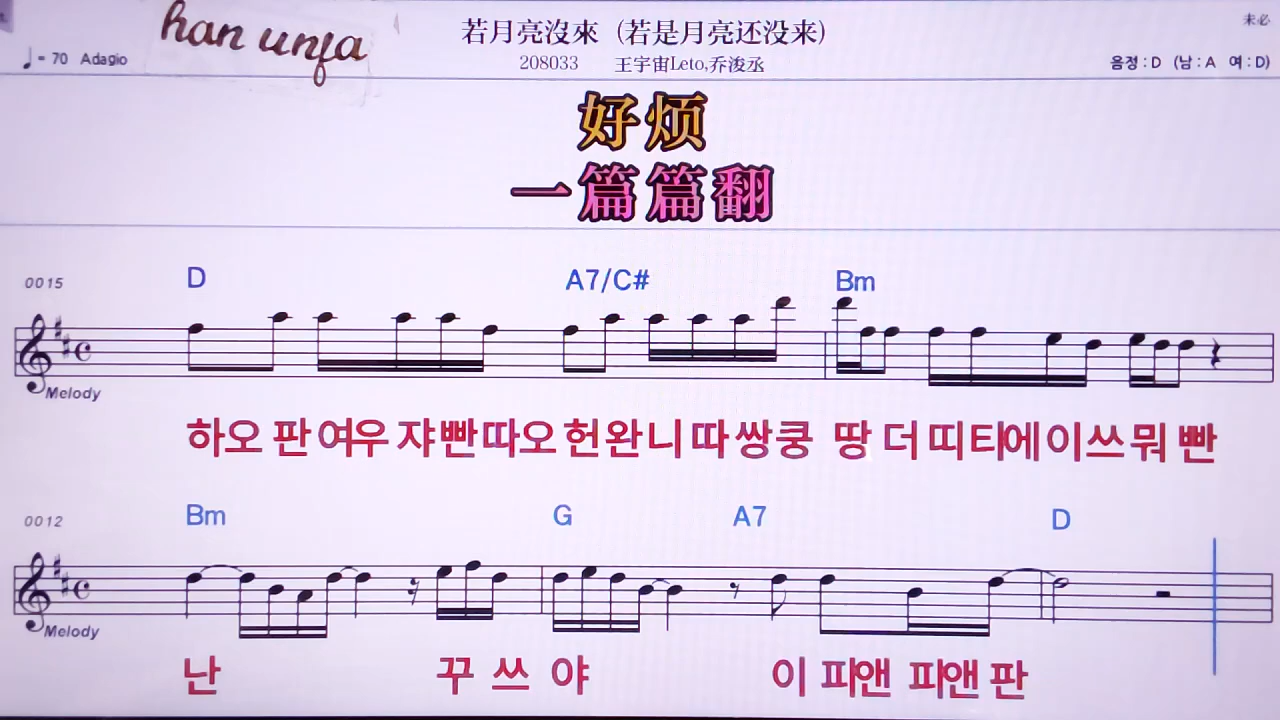 han unja
若月亮沒來 (若是月亮还没来)
未必
♩= 70 Adagio
208033 王宇宙Leto,乔浚丞
음정 : D (남 : A 여 : D)
好烦
一篇篇翻
0015 D A7/C# Bm
Melody
하오 판 여우 쟈 빤 따오 헌완니 따 쌍쿵 땅 더 띠 티에이쓰 뭐 빤
0012 Bm G A7 D
Melody
난 꾸 쓰 야 이 피앤 피앤 판